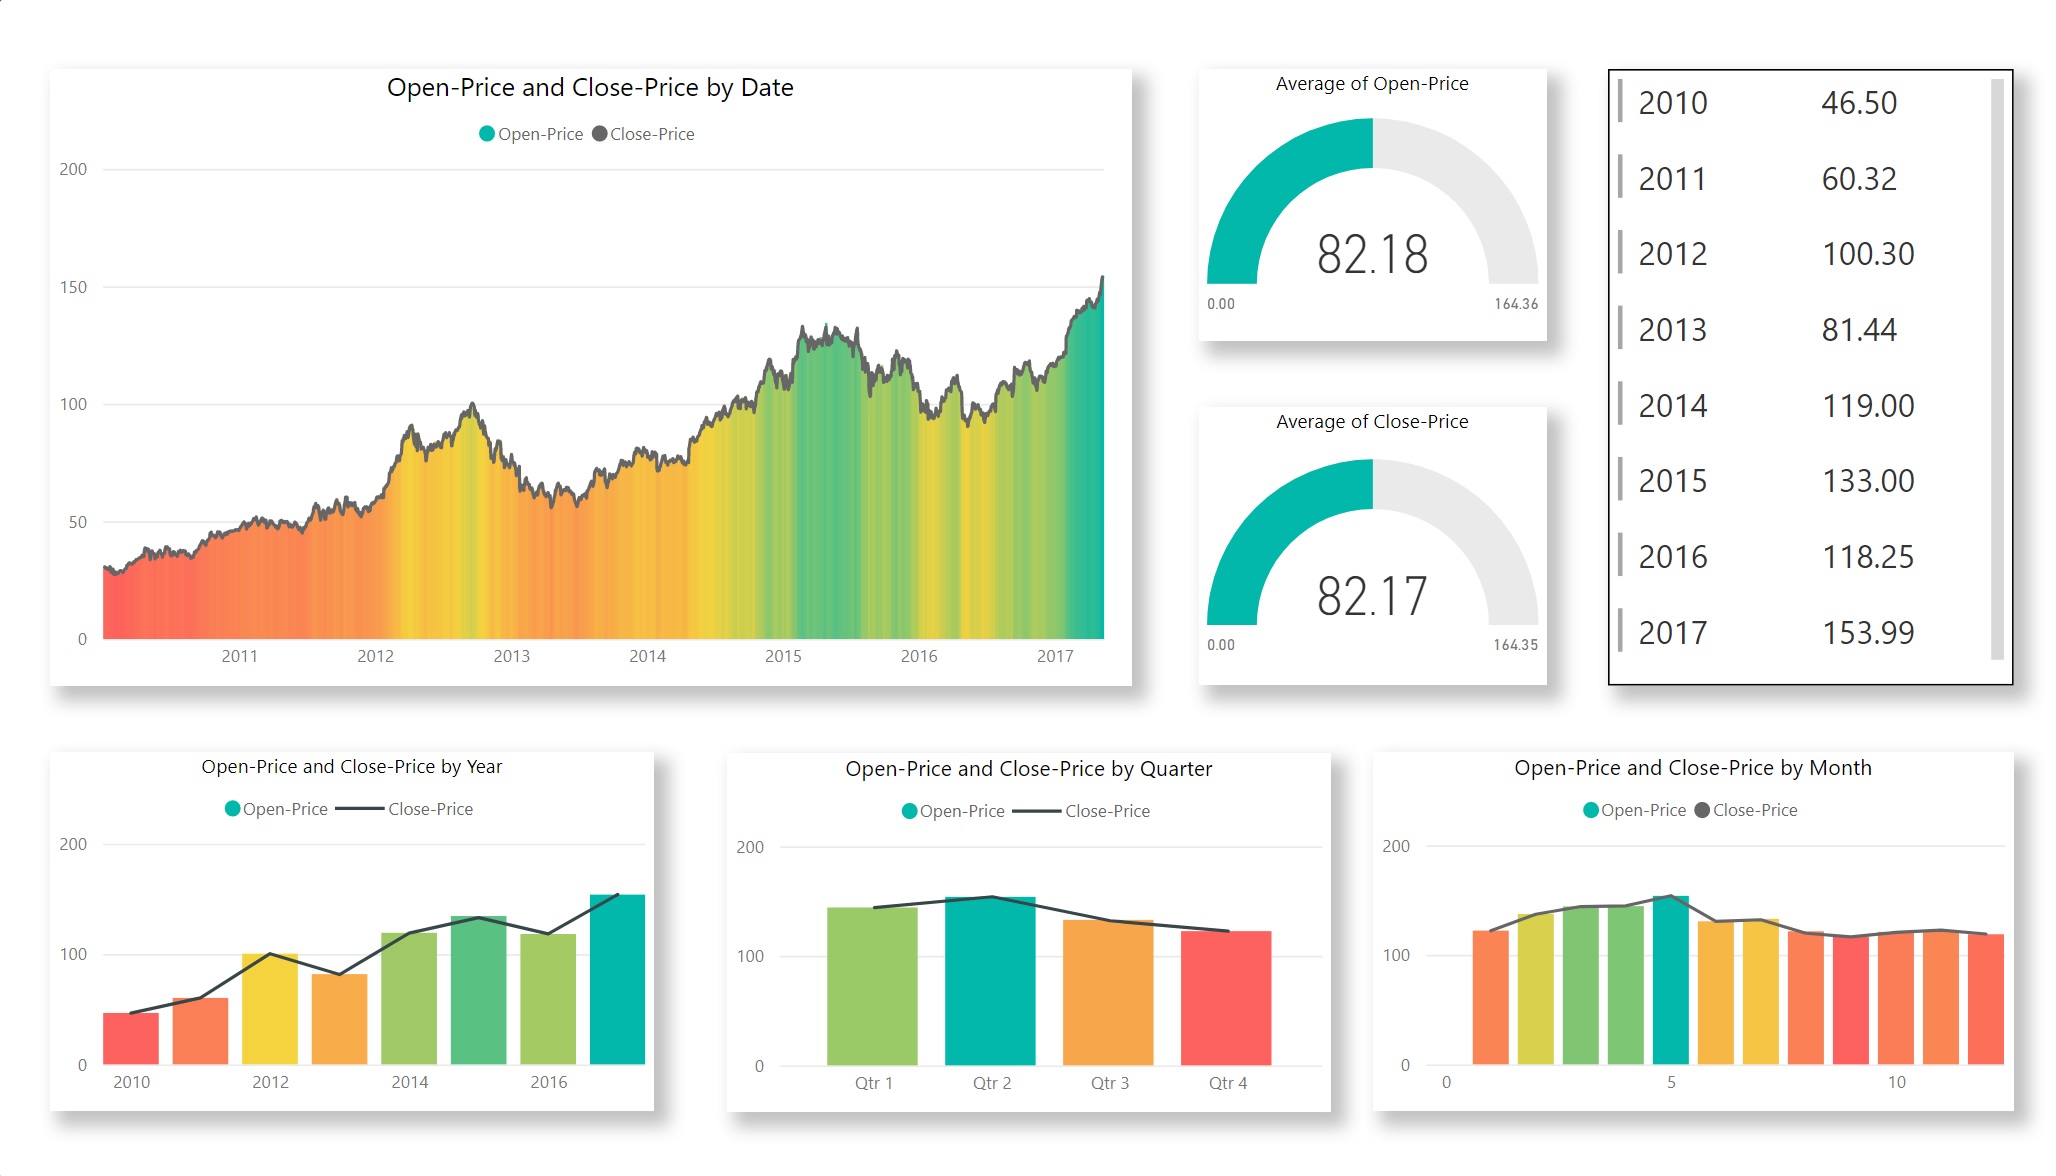 Open-Price and Close-Price by Date
Open-Price Close-Price
200
150
100
50
0
2011 2012 2013 2014 2015 2016 2017
Average of Open-Price
82.18
0.00 164.36
Average of Close-Price
82.17
0.00 164.35
2010 46.50
2011 60.32
2012 100.30
2013 81.44
2014 119.00
2015 133.00
2016 118.25
2017 153.99
Open-Price and Close-Price by Year
Open-Price Close-Price
200
100
0
2010 2012 2014 2016
Open-Price and Close-Price by Quarter
Open-Price Close-Price
200
100
0
Qtr 1 Qtr 2 Qtr 3 Qtr 4
Open-Price and Close-Price by Month
Open-Price Close-Price
200
100
0
0 5 10